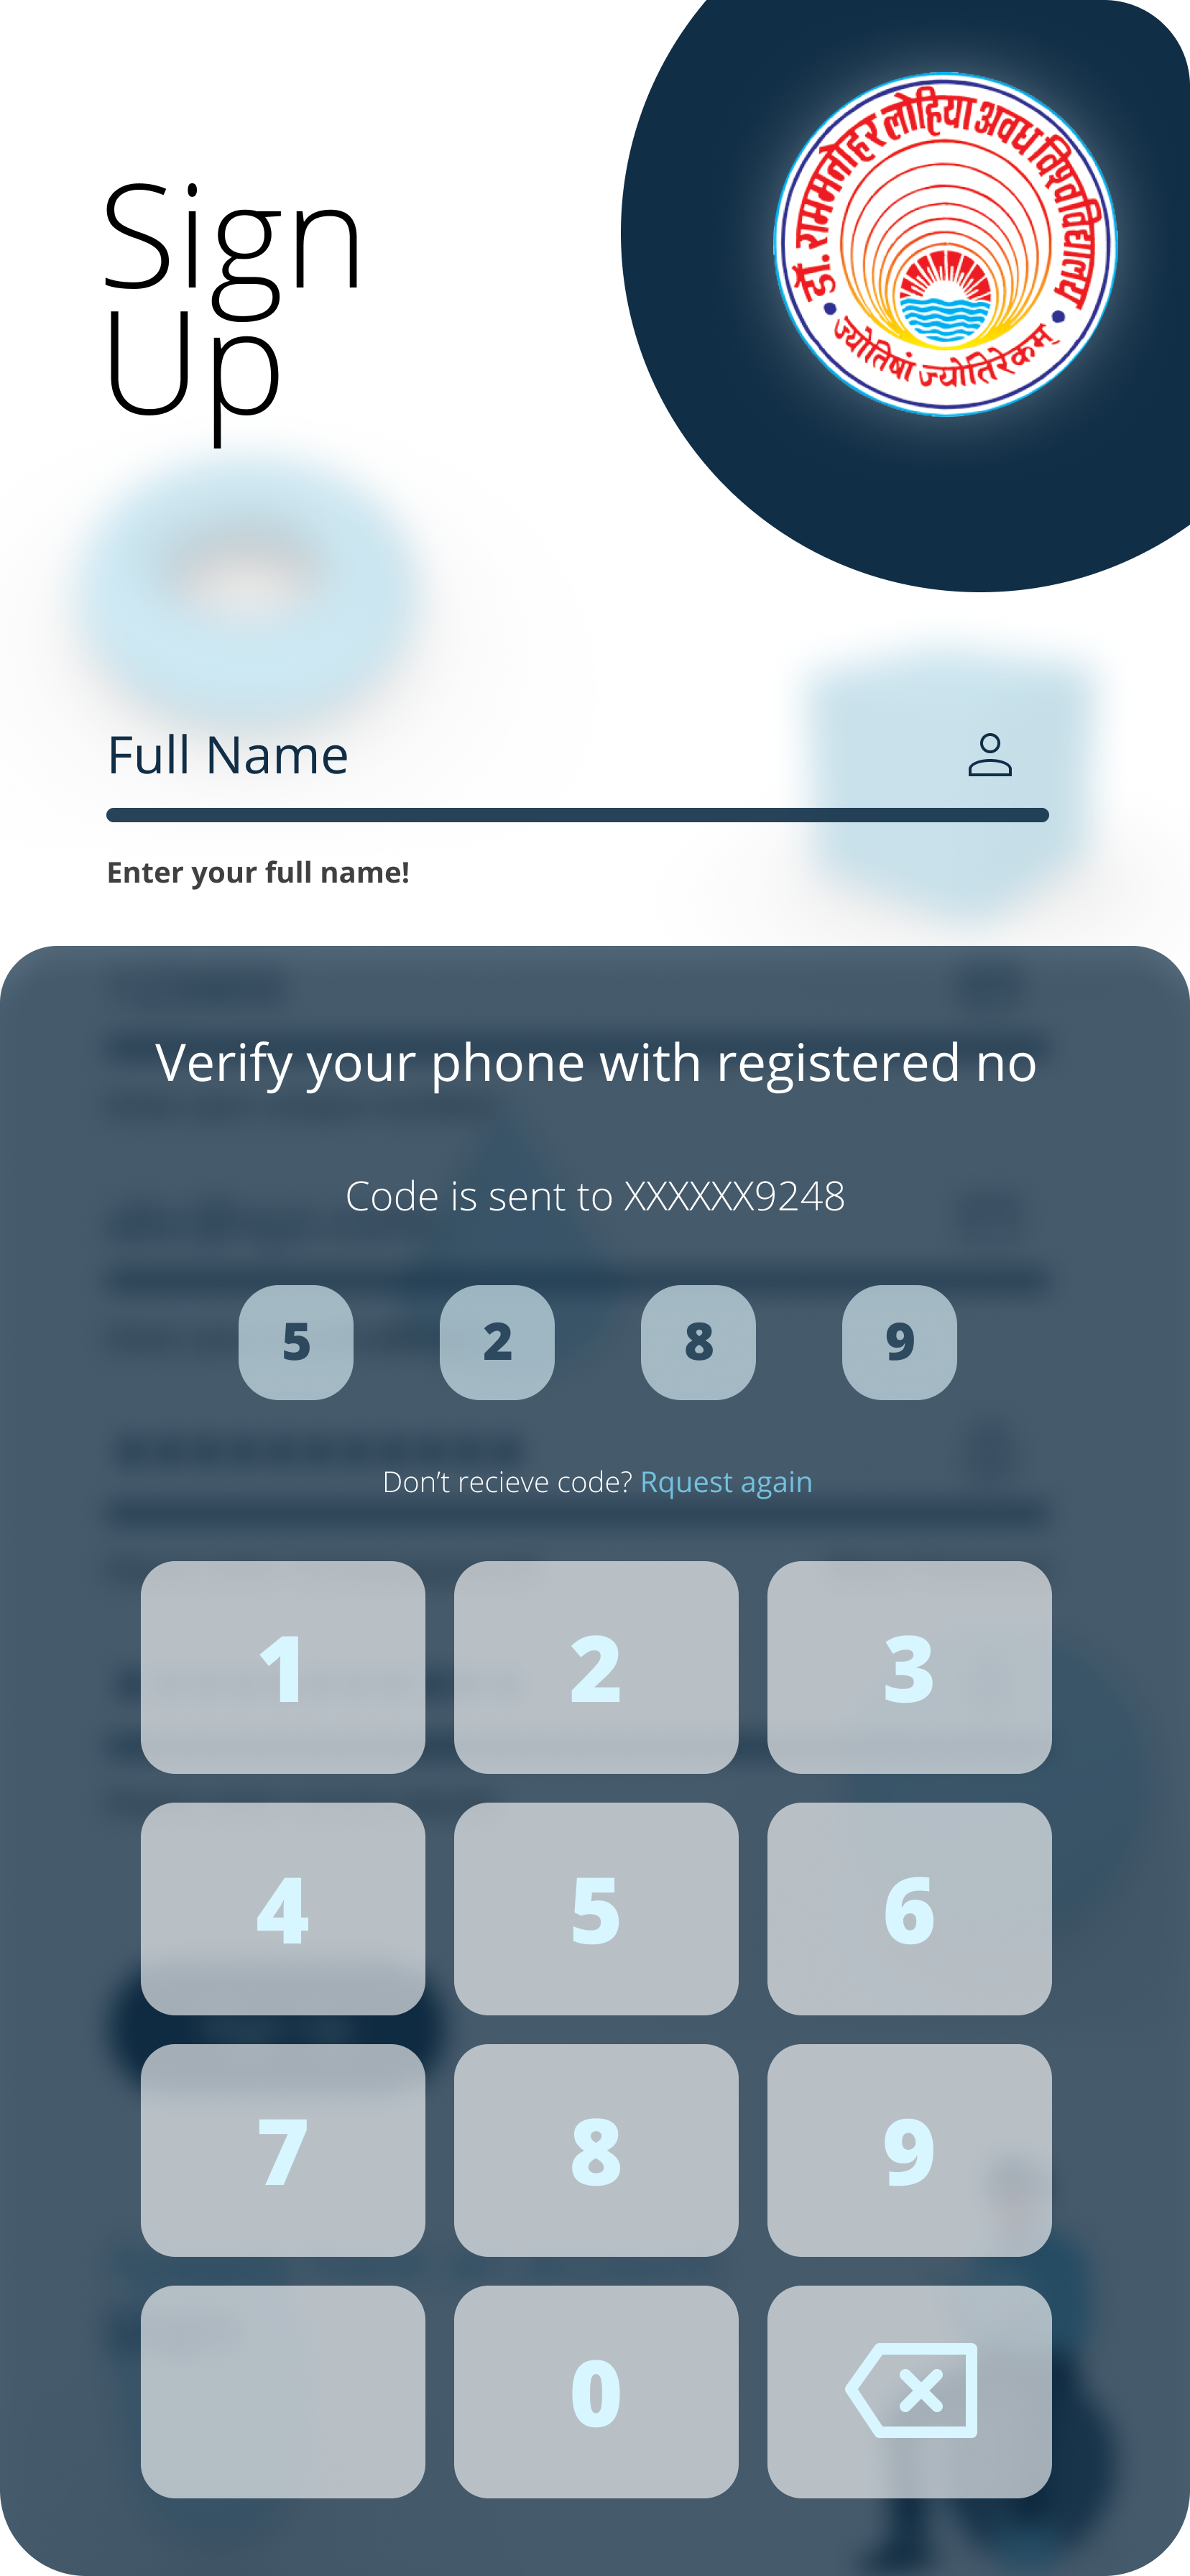 डॉ. राममनोहर लोहिया अवध विश्वविद्यालय
ज्योतिषां ज्योतिरेकम्
Sign
Up
Full Name
Enter your full name!
Verify your phone with registered no
Code is sent to XXXXXX9248
5 2 8 9
Don’t recieve code? Rquest again
1 2 3
4 5 6
7 8 9
0